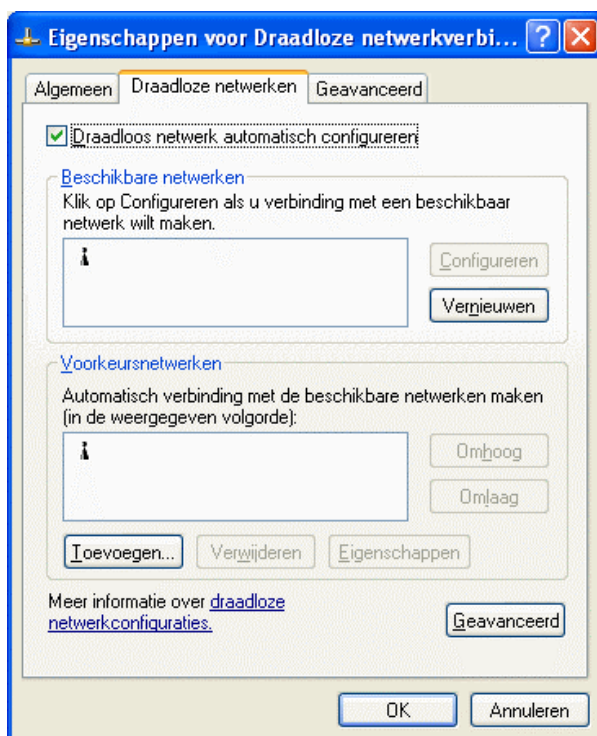 Eigenschappen voor Draadloze netwerkverbi...
Algemeen
Draadloze netwerken
Geavanceerd
Draadloos netwerk automatisch configureren
Beschikbare netwerken
Klik op Configureren als u verbinding met een beschikbaar
netwerk wilt maken.
Configureren
Vernieuwen
Voorkeursnetwerken
Automatisch verbinding met de beschikbare netwerken maken
(in de weergegeven volgorde):
Omhoog
Omlaag
Toevoegen...
Verwijderen
Eigenschappen
Meer informatie over draadloze
netwerkconfiguraties.
Geavanceerd
OK
Annuleren